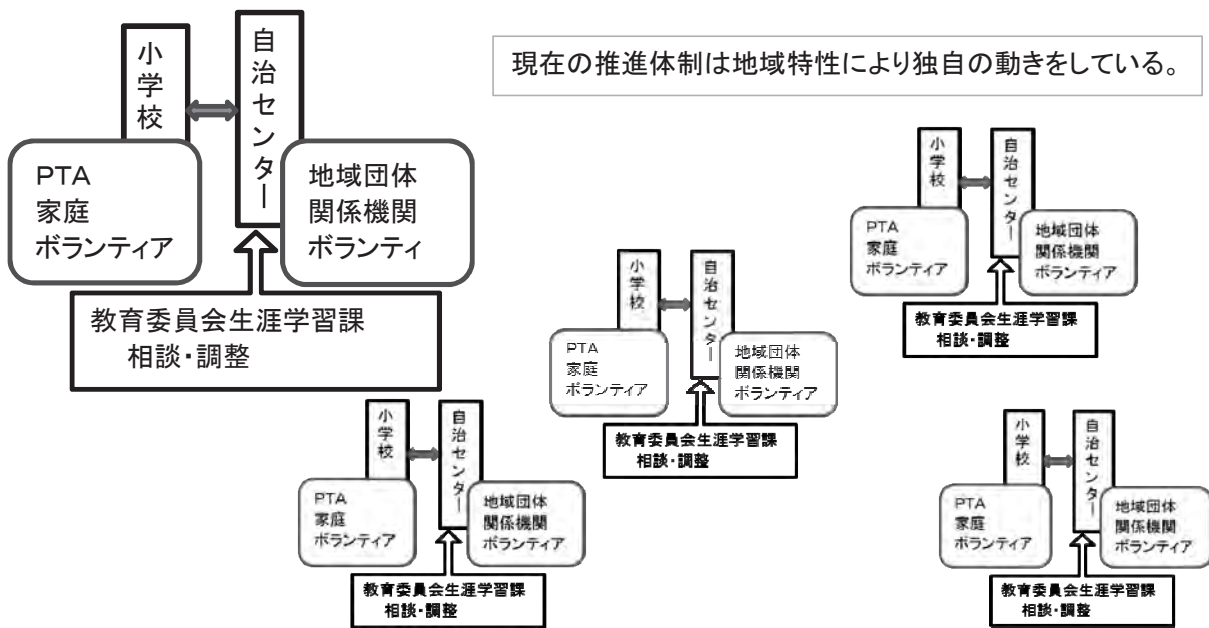 現在の推進体制は地域特性により独自の動きをしている。
小学校
自治センター
PTA
家庭
ボランティア
地域団体
関係機関
ボランティ
教育委員会生涯学習課
相談・調整
小学校
自治センター
PTA
家庭
ボランティア
地域団体
関係機関
ボランティア
教育委員会生涯学習課
相談・調整
小学校
自治センター
PTA
家庭
ボランティア
地域団体
関係機関
ボランティア
教育委員会生涯学習課
相談・調整
小学校
自治センター
PTA
家庭
ボランティア
地域団体
関係機関
ボランティア
教育委員会生涯学習課
相談・調整
小学校
自治センター
PTA
家庭
ボランティア
地域団体
関係機関
ボランティア
教育委員会生涯学習課
相談・調整